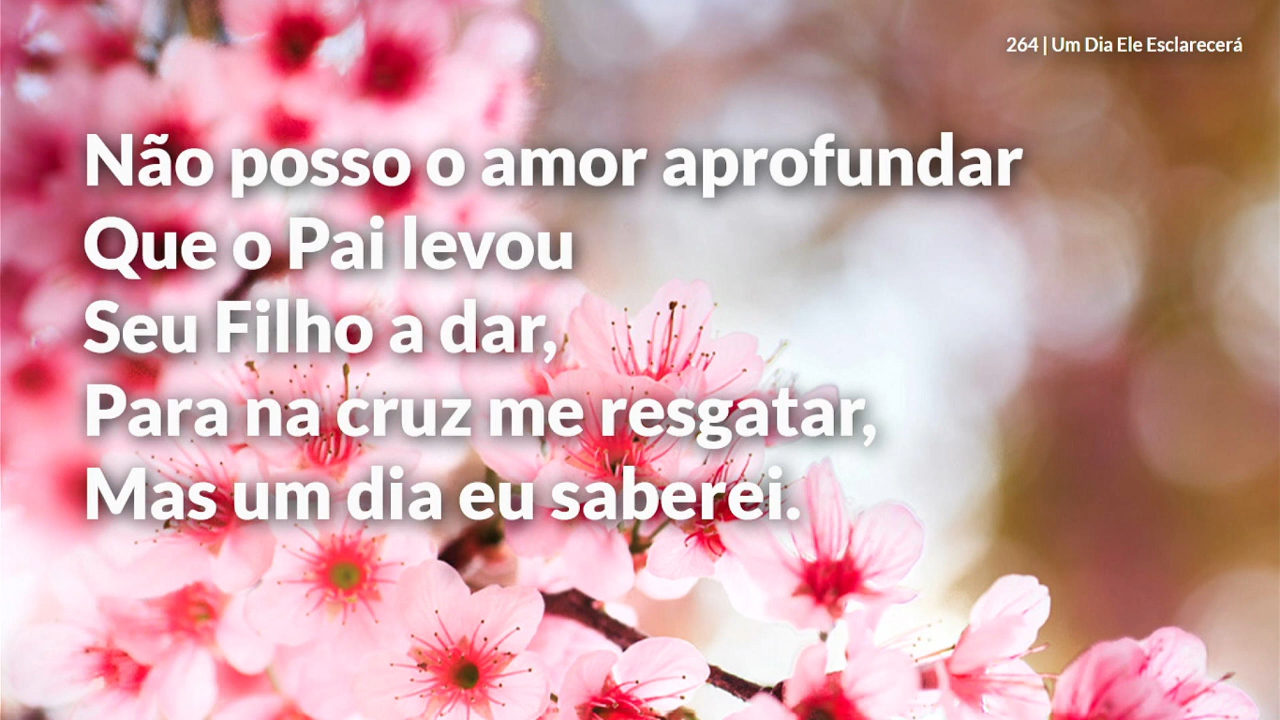 264 | Um Dia Ele Esclarecerá
Não posso o amor aprofundar
Que o Pai levou
Seu Filho a dar,
Para na cruz me resgatar,
Mas um dia eu saberei.